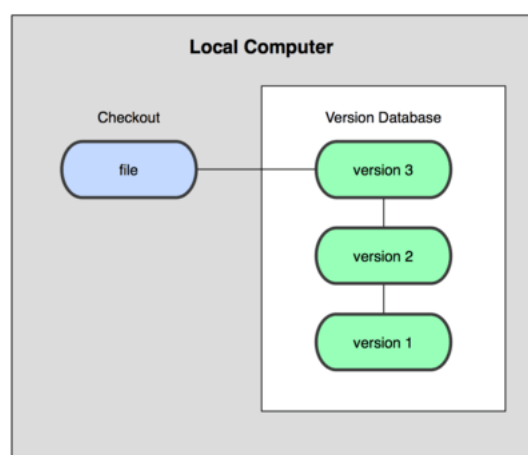 Local Computer
Checkout
Version Database
file
version 3
version 2
version 1